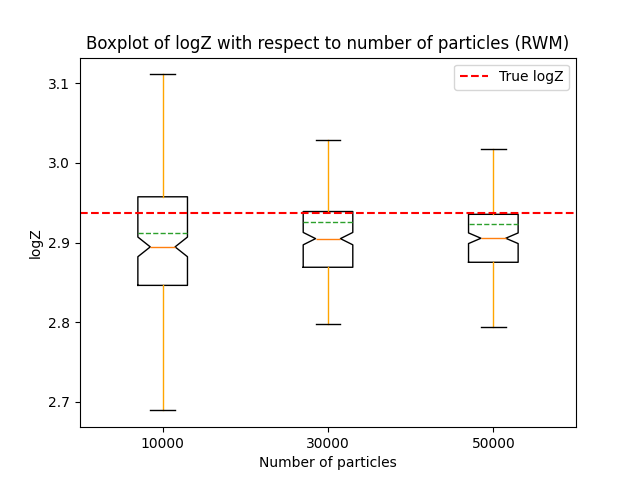 Boxplot of logZ with respect to number of particles (RWM)
True logZ
3.1
3.0
2.9
2.8
2.7
logZ
10000
30000
50000
Number of particles